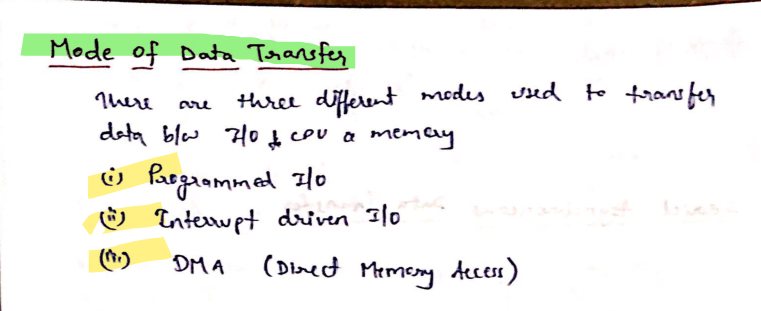 Mode of Data Transfer
There are three different modes used to transfer
data b/w I/O & CPU & memory
(i) Programmed I/O
(ii) Interrupt driven I/O
(iii) DMA (Direct Memory Access)